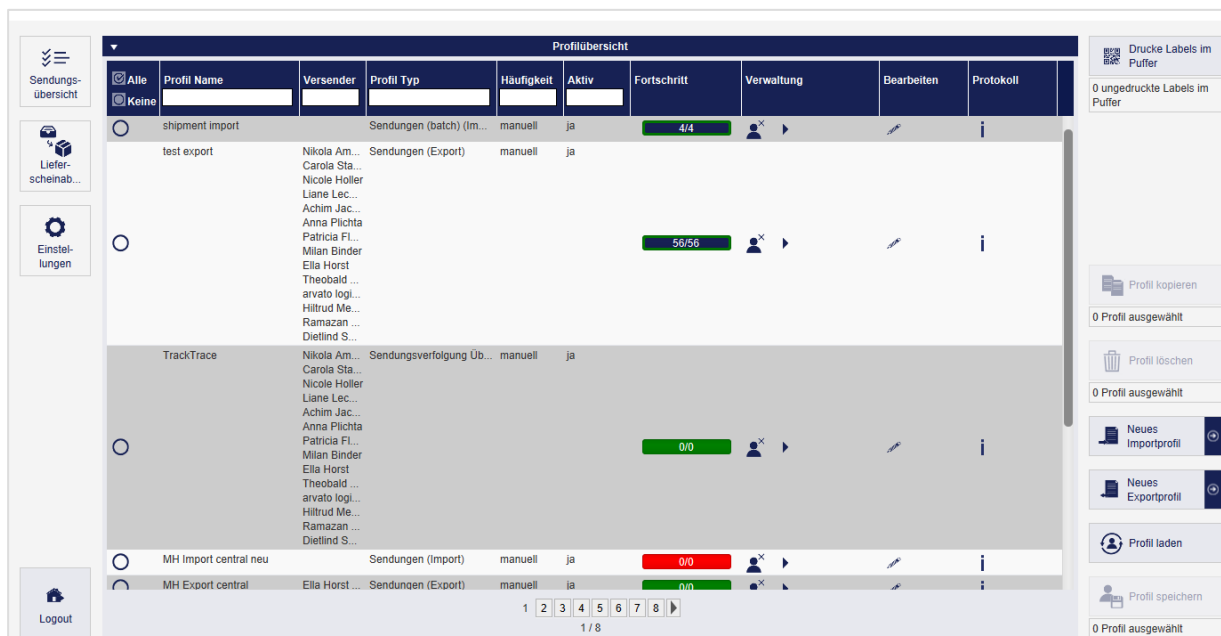 Sendungs-
übersicht
Liefer-
scheinab...
Einstel-
lungen
Logout
Profilübersicht
Alle Profil Name Versender Profil Typ Häufigkeit Aktiv Fortschritt Verwaltung Bearbeiten Protokoll
Keine
shipment import Sendungen (batch) (Im... manuell ja 4/4
test export Nikola Am... Sendungen (Export) manuell ja
Carola Sta...
Nicole Holler
Liane Lec...
Achim Jac...
Anna Plichta
Patricia Fl...
Milan Binder 56/56
Ella Horst
Theobald ...
arvato logi...
Hiltrud Me...
Ramazan ...
Dietlind S...
TrackTrace Nikola Am... Sendungsverfolgung Üb... manuell ja
Carola Sta...
Nicole Holler
Liane Lec...
Achim Jac...
Anna Plichta
Patricia Fl...
Milan Binder 0/0
Ella Horst
Theobald ...
arvato logi...
Hiltrud Me...
Ramazan ...
Dietlind S...
MH Import central neu Sendungen (Import) manuell ja 0/0
MH Export central Ella Horst ... Sendungen (Export) manuell ja 0/0
1 2 3 4 5 6 7 8
1 / 8
Drucke Labels im
Puffer
0 ungedruckte Labels im
Puffer
Profil kopieren
0 Profil ausgewählt
Profil löschen
0 Profil ausgewählt
Neues
Importprofil
Neues
Exportprofil
Profil laden
Profil speichern
0 Profil ausgewählt